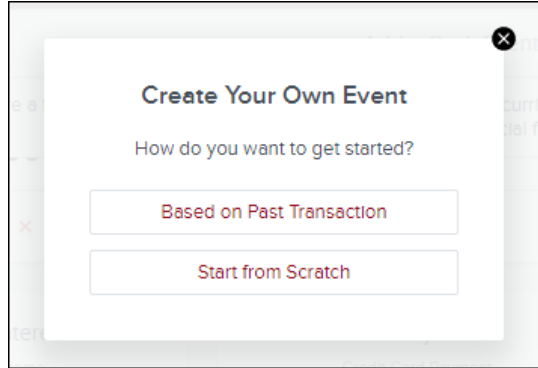 Create Your Own Event
How do you want to get started?
Based on Past Transaction
Start from Scratch